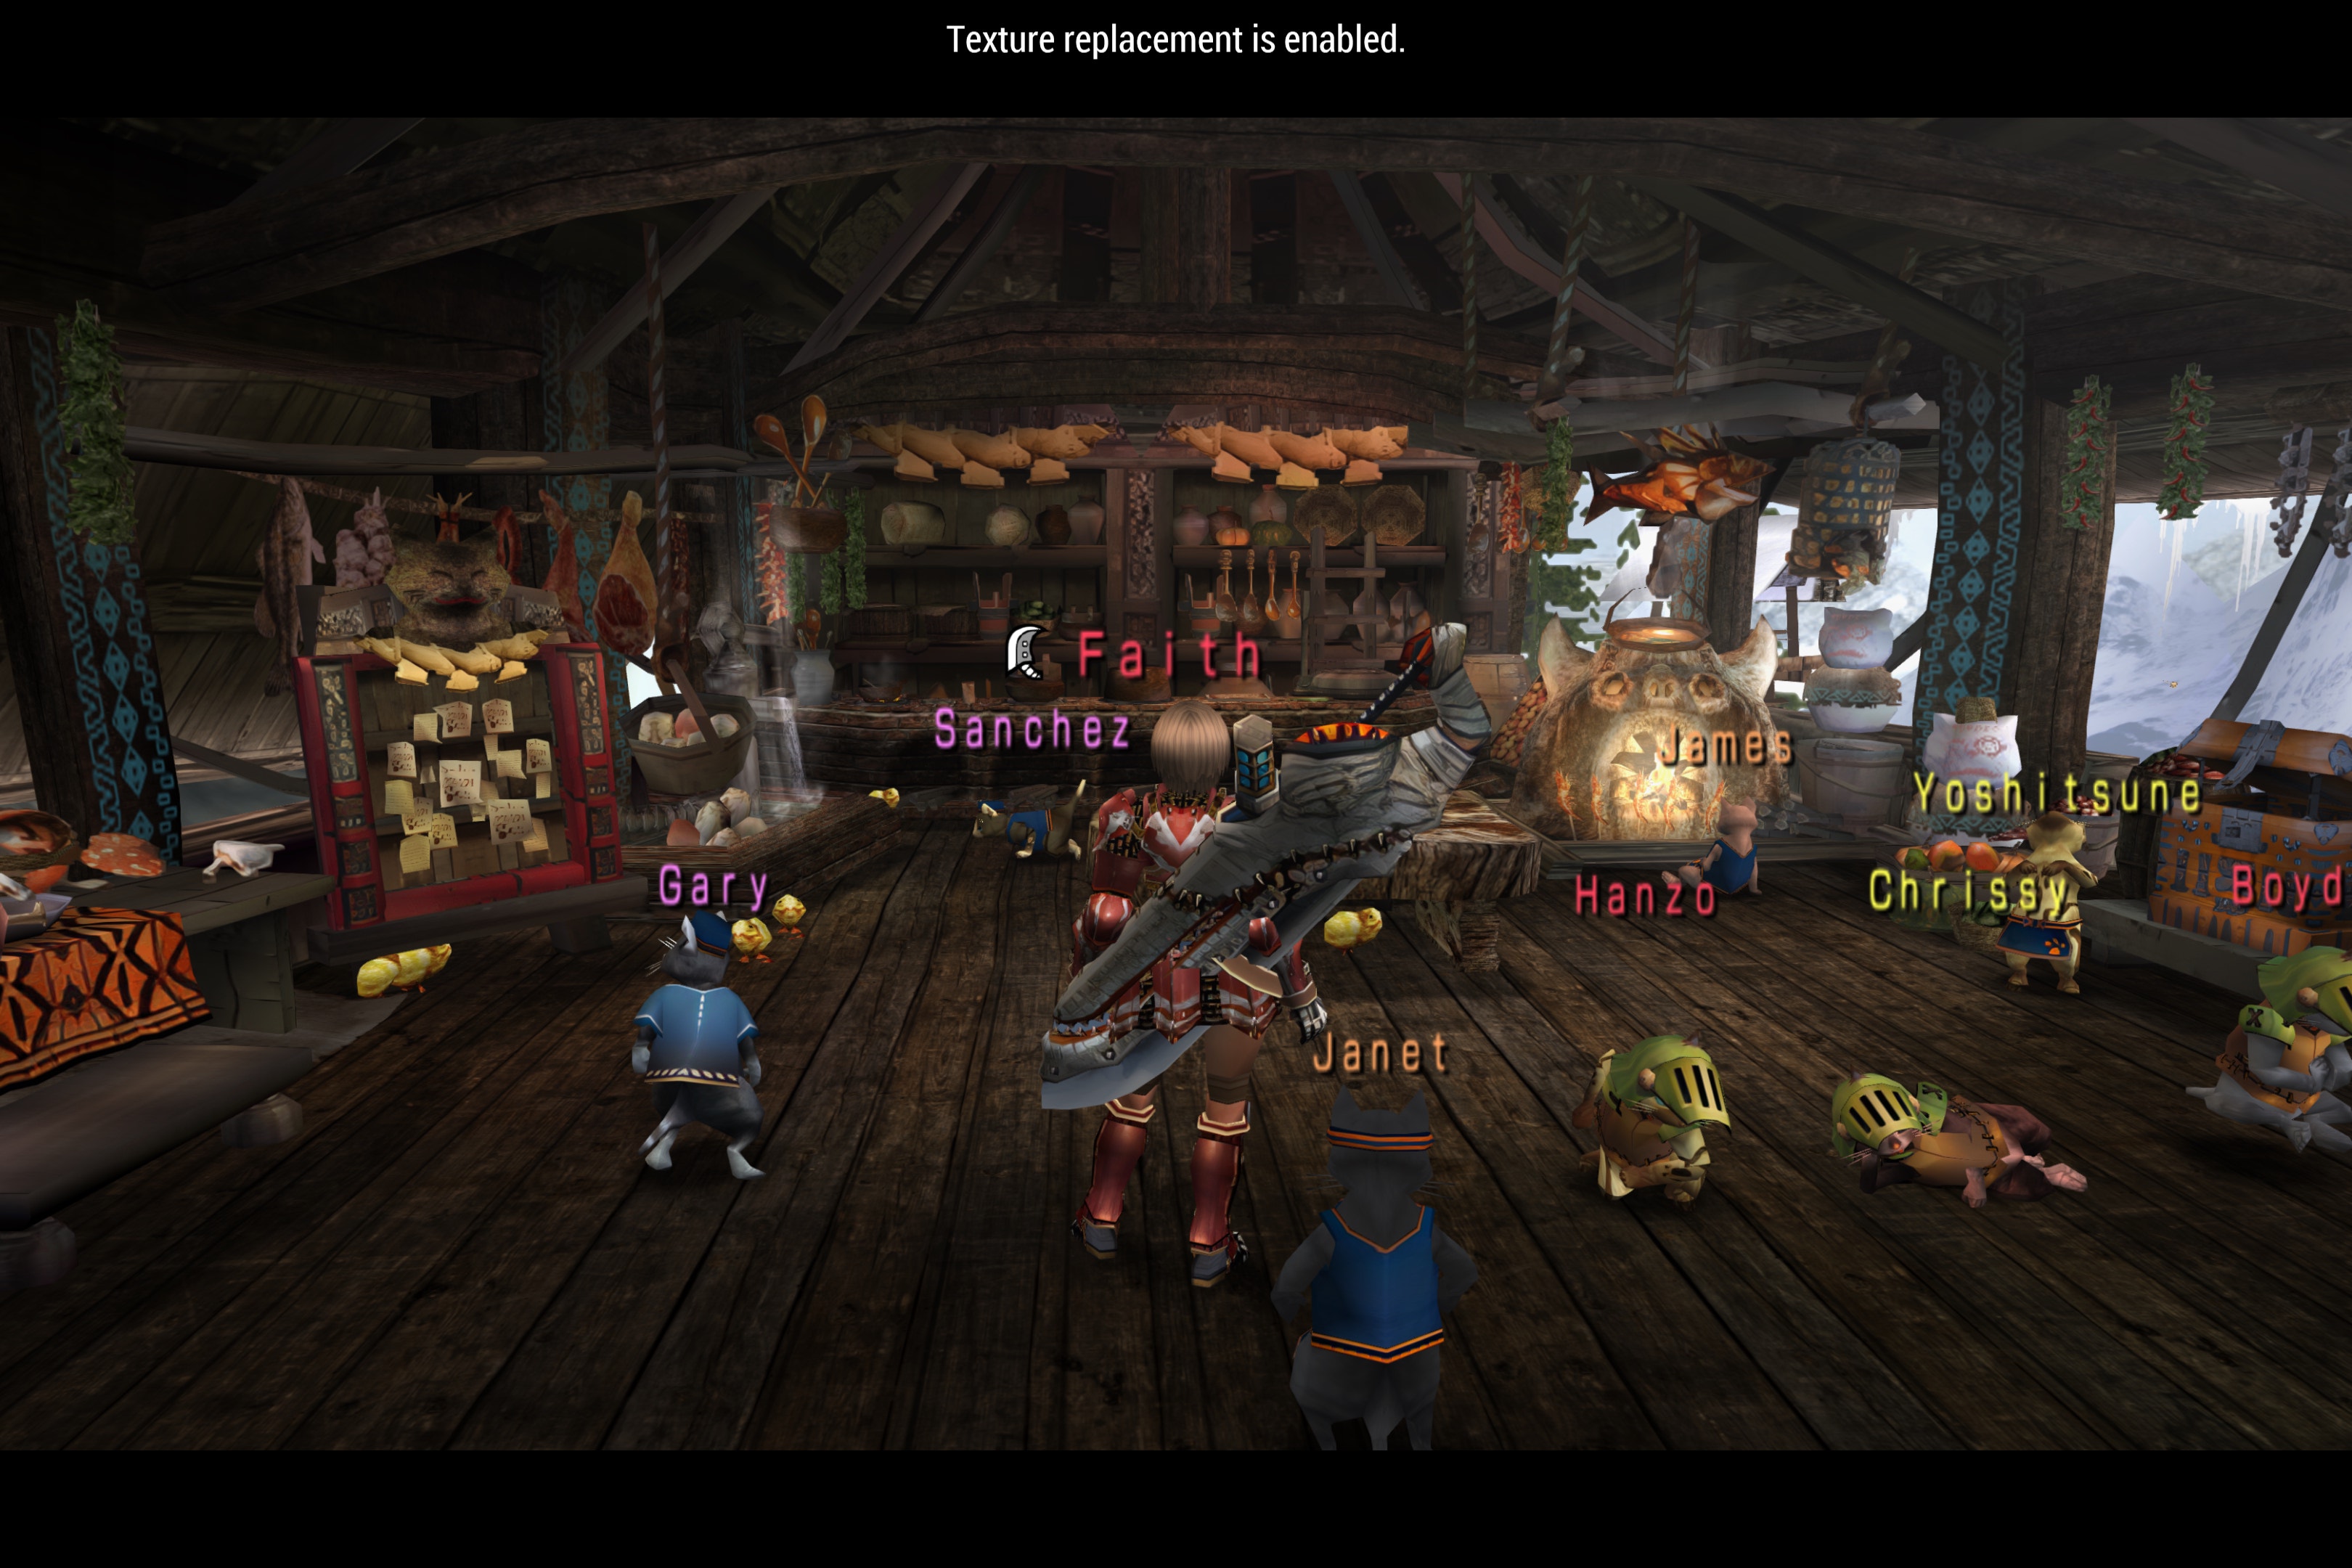 Texture replacement is enabled.
Faith
Sanchez
James
Yoshitsune
Gary
Hanzo
Chrissy
Boyd
Janet